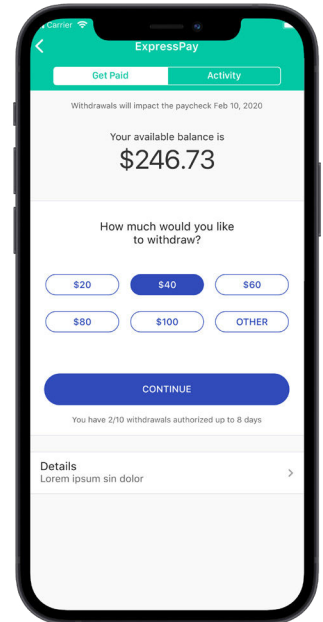 Carrier
ExpressPay
Get Paid
Activity
Withdrawals will impact the paycheck Feb 10, 2020
Your available balance is
$246.73
How much would you like
to withdraw?
$20
$40
$60
$80
$100
OTHER
CONTINUE
You have 2/10 withdrawals authorized up to 8 days
Details
Lorem ipsum sin dolor